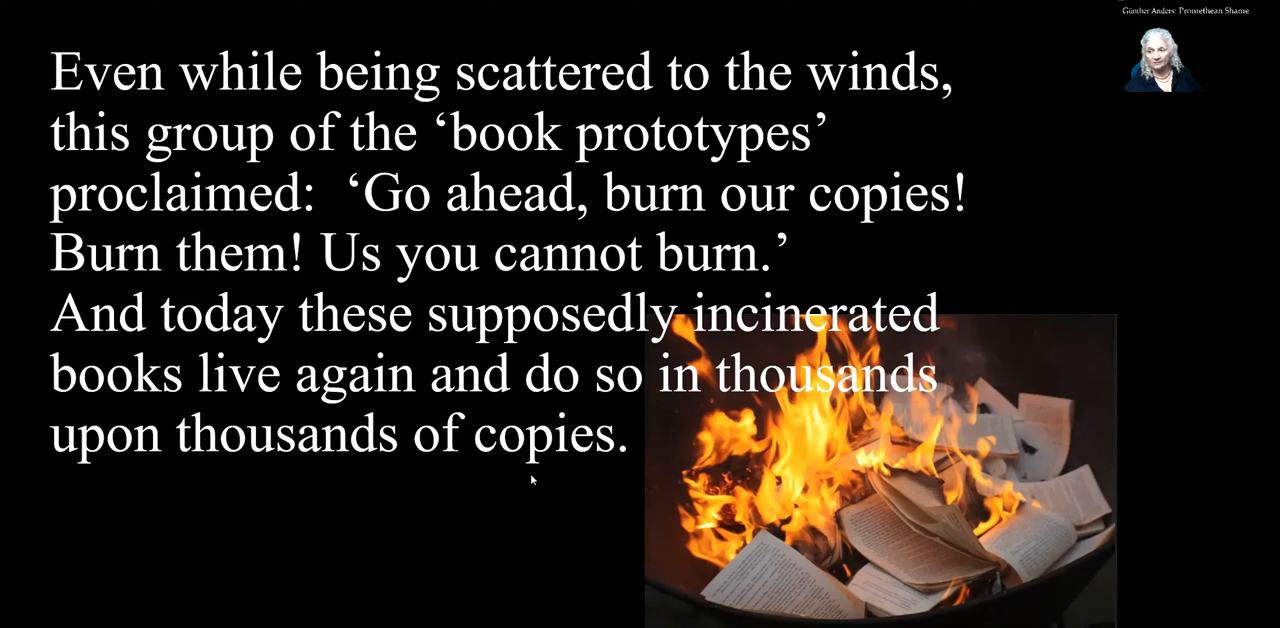 Günther Anders: Promethean Shame
Even while being scattered to the winds,
this group of the ‘book prototypes’
proclaimed:  ‘Go ahead, burn our copies!
Burn them! Us you cannot burn.’
And today these supposedly incinerated
books live again and do so in thousands
upon thousands of copies.